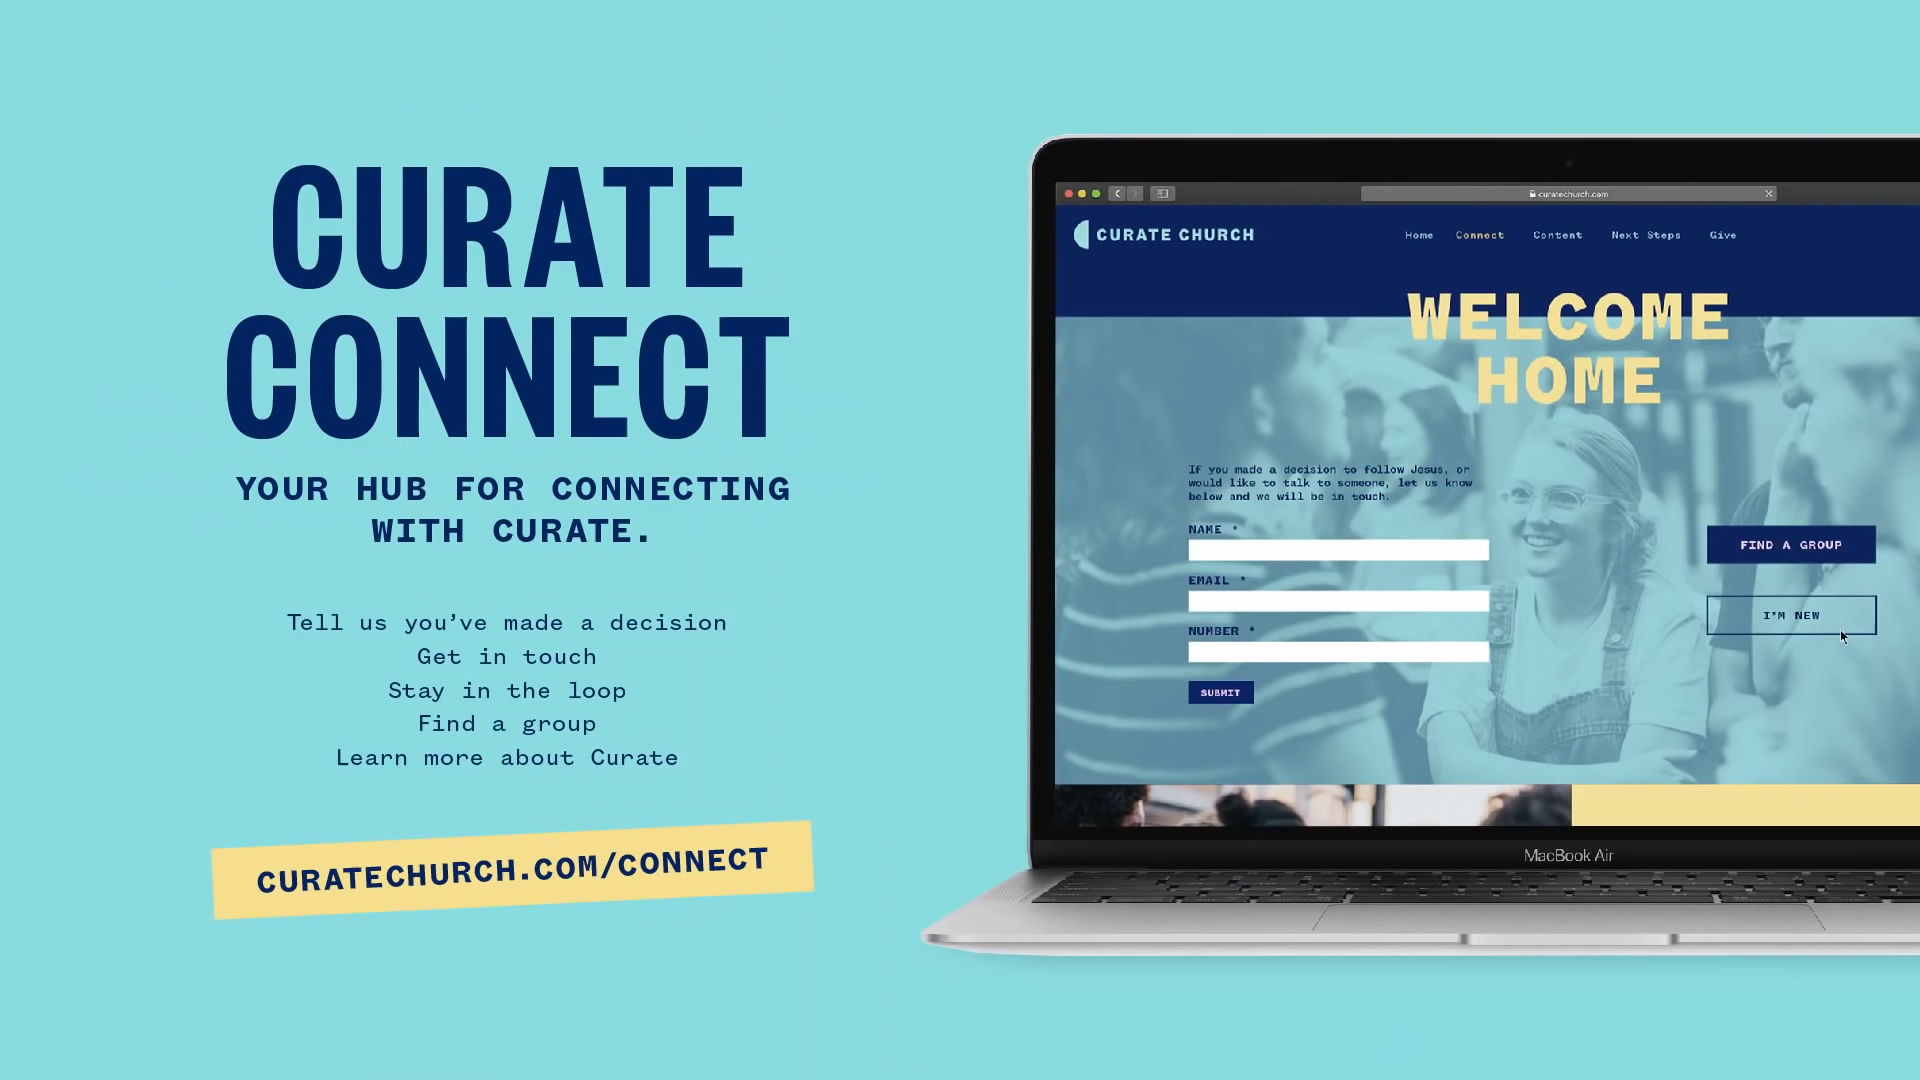 CURATE
CONNECT
YOUR HUB FOR CONNECTING
WITH CURATE.
Tell us you’ve made a decision
Get in touch
Stay in the loop
Find a group
Learn more about Curate
CURATECHURCH.COM/CONNECT
curatechurch.com
CURATE CHURCH
Home Connect Content Next Steps Give
WELCOME
HOME
If you made a decision to follow Jesus, or
would like to talk to someone, let us know
below and we will be in touch.
NAME *
EMAIL *
NUMBER *
SUBMIT
FIND A GROUP
I'M NEW
MacBook Air